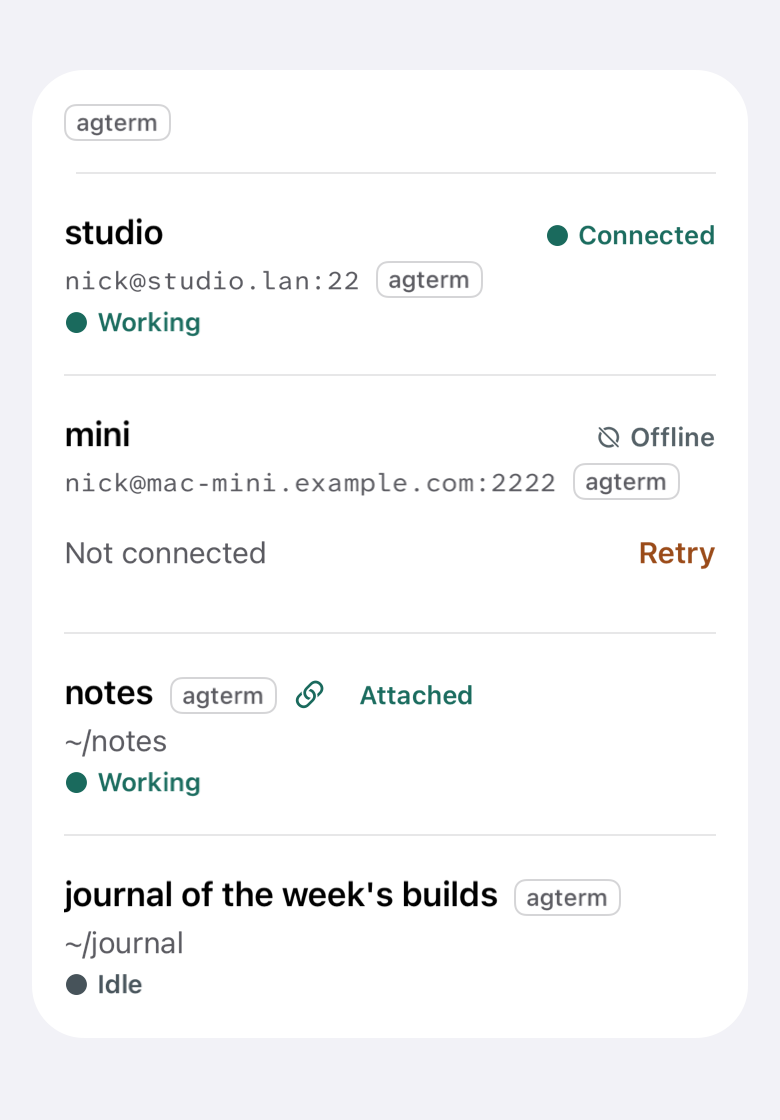 agterm
studio Connected
nick@studio.lan:22 agterm
Working
mini Offline
nick@mac-mini.example.com:2222 agterm
Not connected Retry
notes agterm Attached
~/notes
Working
journal of the week's builds agterm
~/journal
Idle